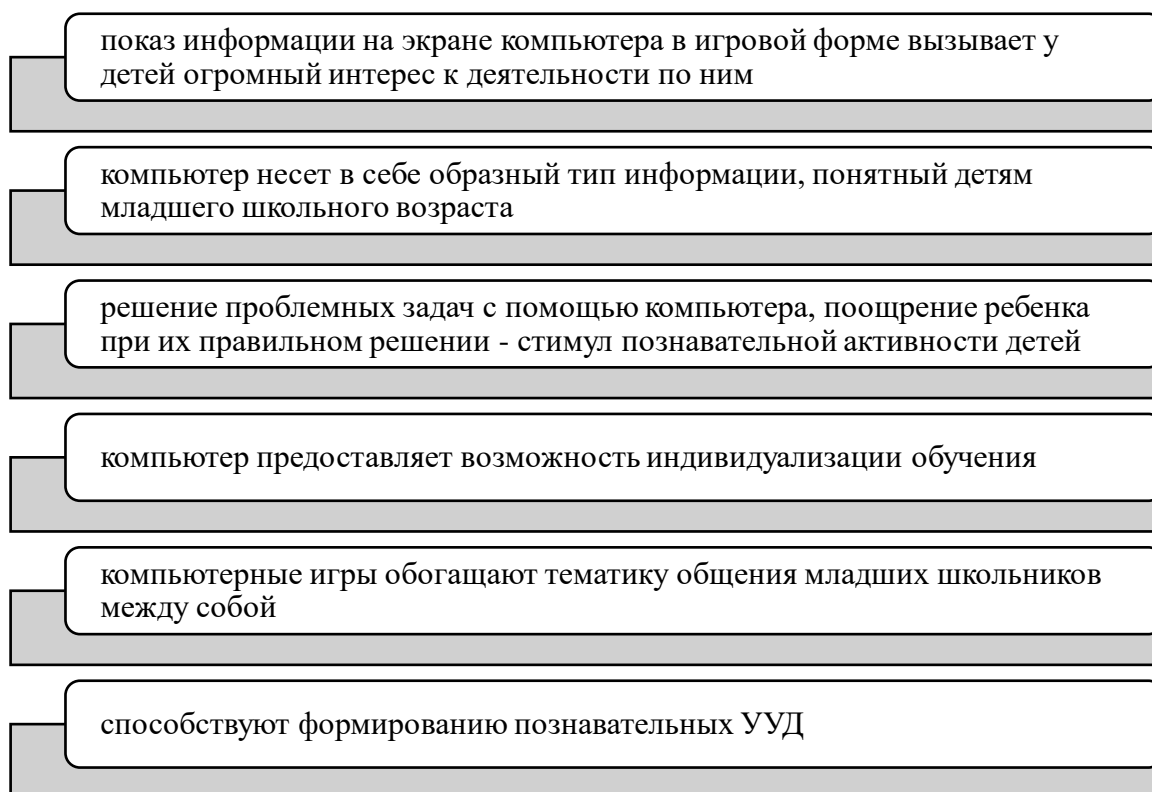 показ информации на экране компьютера в игровой форме вызывает у
детей огромный интерес к деятельности по ним
компьютер несет в себе образный тип информации, понятный детям
младшего школьного возраста
решение проблемных задач с помощью компьютера, поощрение ребенка
при их правильном решении - стимул познавательной активности детей
компьютер предоставляет возможность индивидуализации обучения
компьютерные игры обогащают тематику общения младших школьников
между собой
способствуют формированию познавательных УУД